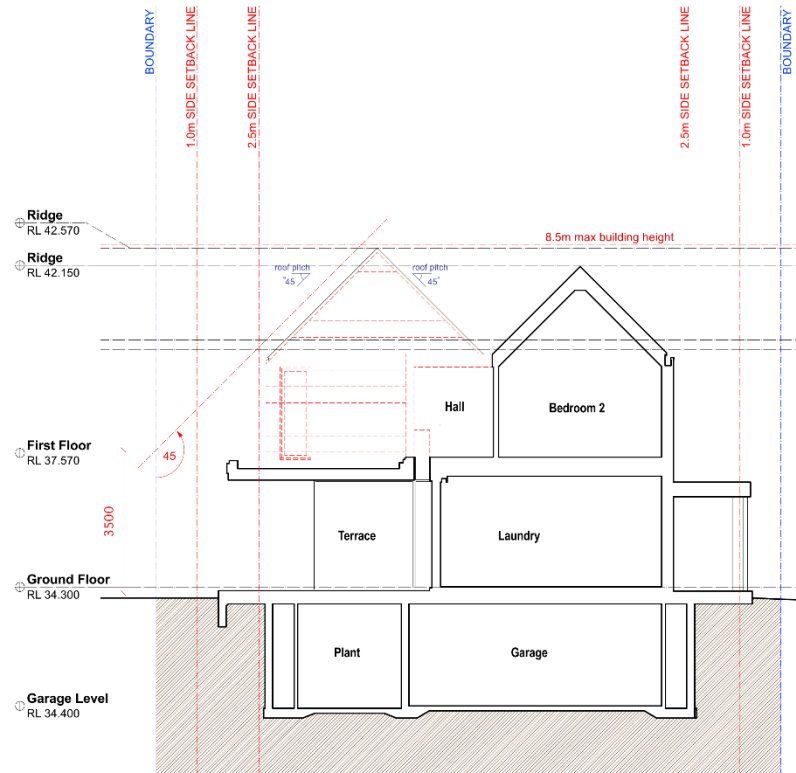 BOUNDARY
1.0m SIDE SETBACK LINE
2.5m SIDE SETBACK LINE
2.5m SIDE SETBACK LINE
1.0m SIDE SETBACK LINE
BOUNDARY
Ridge
RL 42.570
8.5m max building height
Ridge
RL 42.150
roof pitch
°45
roof pitch
45°
Hall
Bedroom 2
First Floor
RL 37.570
45
3500
Terrace
Laundry
Ground Floor
RL 34.300
Plant
Garage
Garage Level
RL 34.400